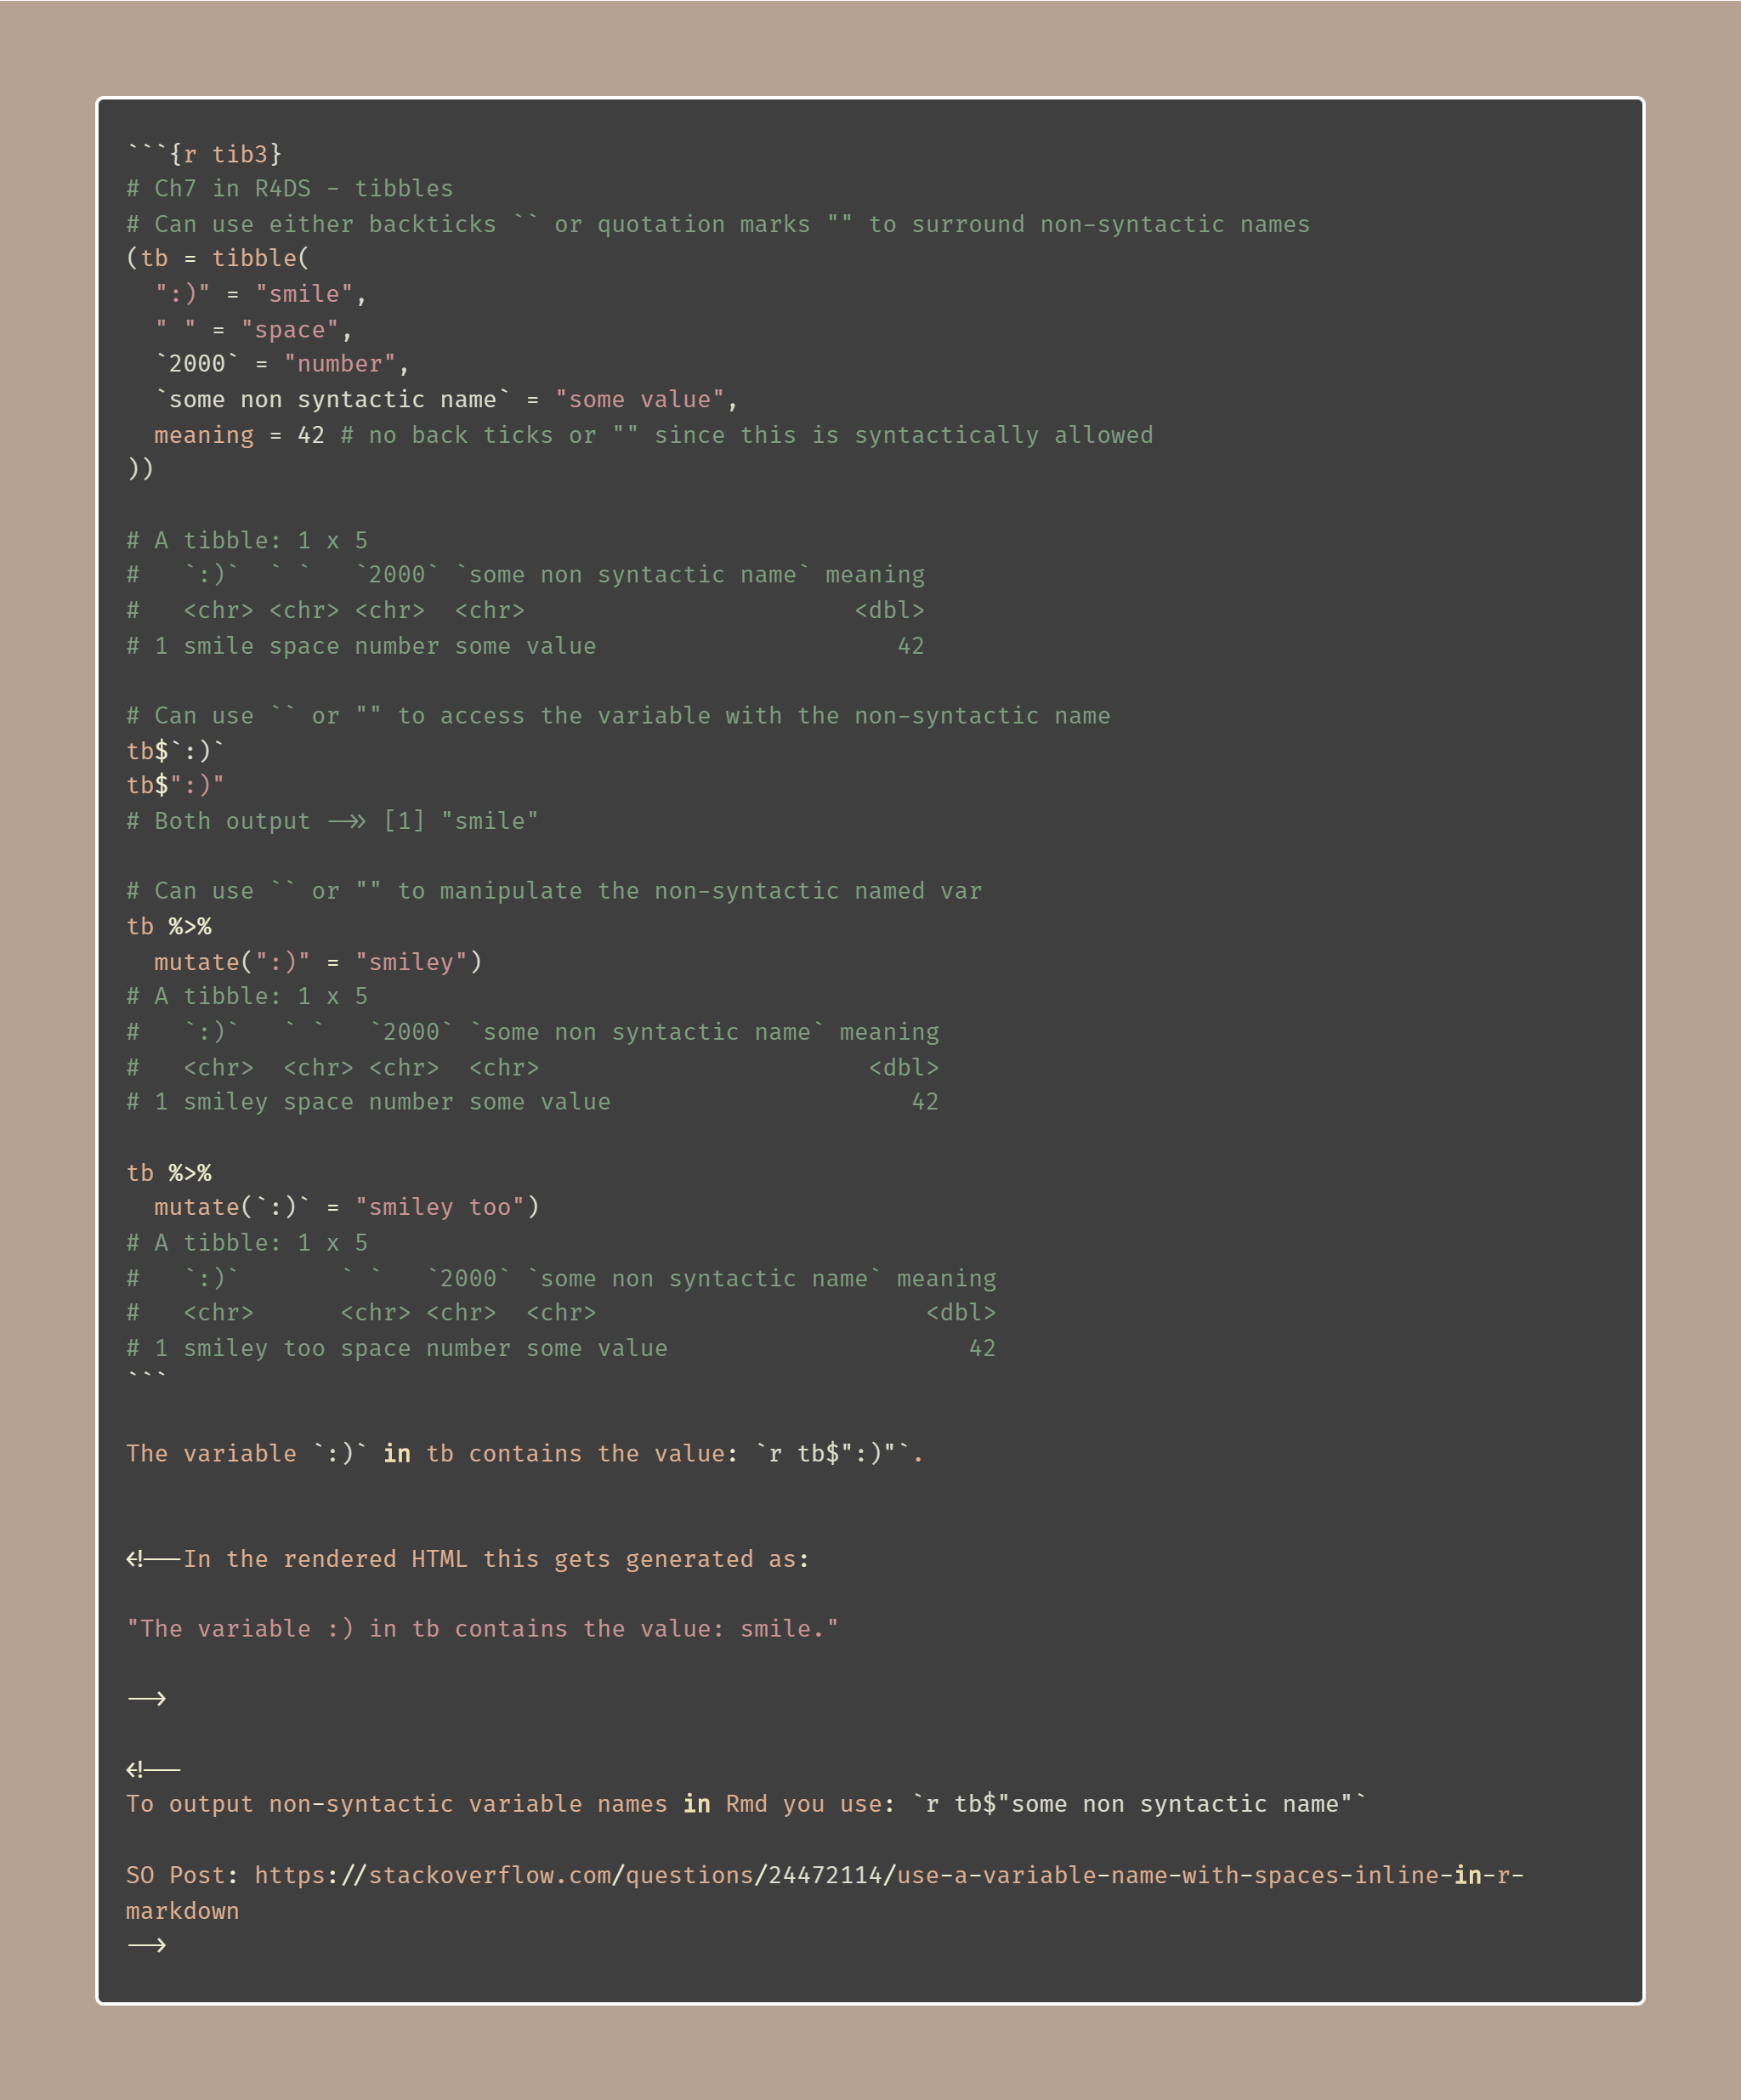 ```{r tib3}
# Ch7 in R4DS - tibbles
# Can use either backticks `` or quotation marks "" to surround non-syntactic names
(tb = tibble(
  ":)" = "smile",
  " " = "space",
  `2000` = "number",
  `some non syntactic name` = "some value",
  meaning = 42 # no back ticks or "" since this is syntactically allowed
))

# A tibble: 1 x 5
#   `:)`  ` `   `2000` `some non syntactic name` meaning
#   <chr> <chr> <chr>  <chr>                       <dbl>
# 1 smile space number some value                     42

# Can use `` or "" to access the variable with the non-syntactic name
tb$`:)`
tb$":)"
# Both output -->> [1] "smile"

# Can use `` or "" to manipulate the non-syntactic named var
tb %>%
  mutate(":)" = "smiley")
# A tibble: 1 x 5
#   `:)`   ` `   `2000` `some non syntactic name` meaning
#   <chr>  <chr> <chr>  <chr>                       <dbl>
# 1 smiley space number some value                     42

tb %>%
  mutate(`:)` = "smiley too")
# A tibble: 1 x 5
#   `:)`       ` `   `2000` `some non syntactic name` meaning
#   <chr>      <chr> <chr>  <chr>                       <dbl>
# 1 smiley too space number some value                     42
```

The variable `:)` in tb contains the value: `r tb$":)"`.


<!--In the rendered HTML this gets generated as:

"The variable :) in tb contains the value: smile."

-->

<!--
To output non-syntactic variable names in Rmd you use: `r tb$"some non syntactic name"`

SO Post: https://stackoverflow.com/questions/24472114/use-a-variable-name-with-spaces-inline-in-r-
markdown
-->